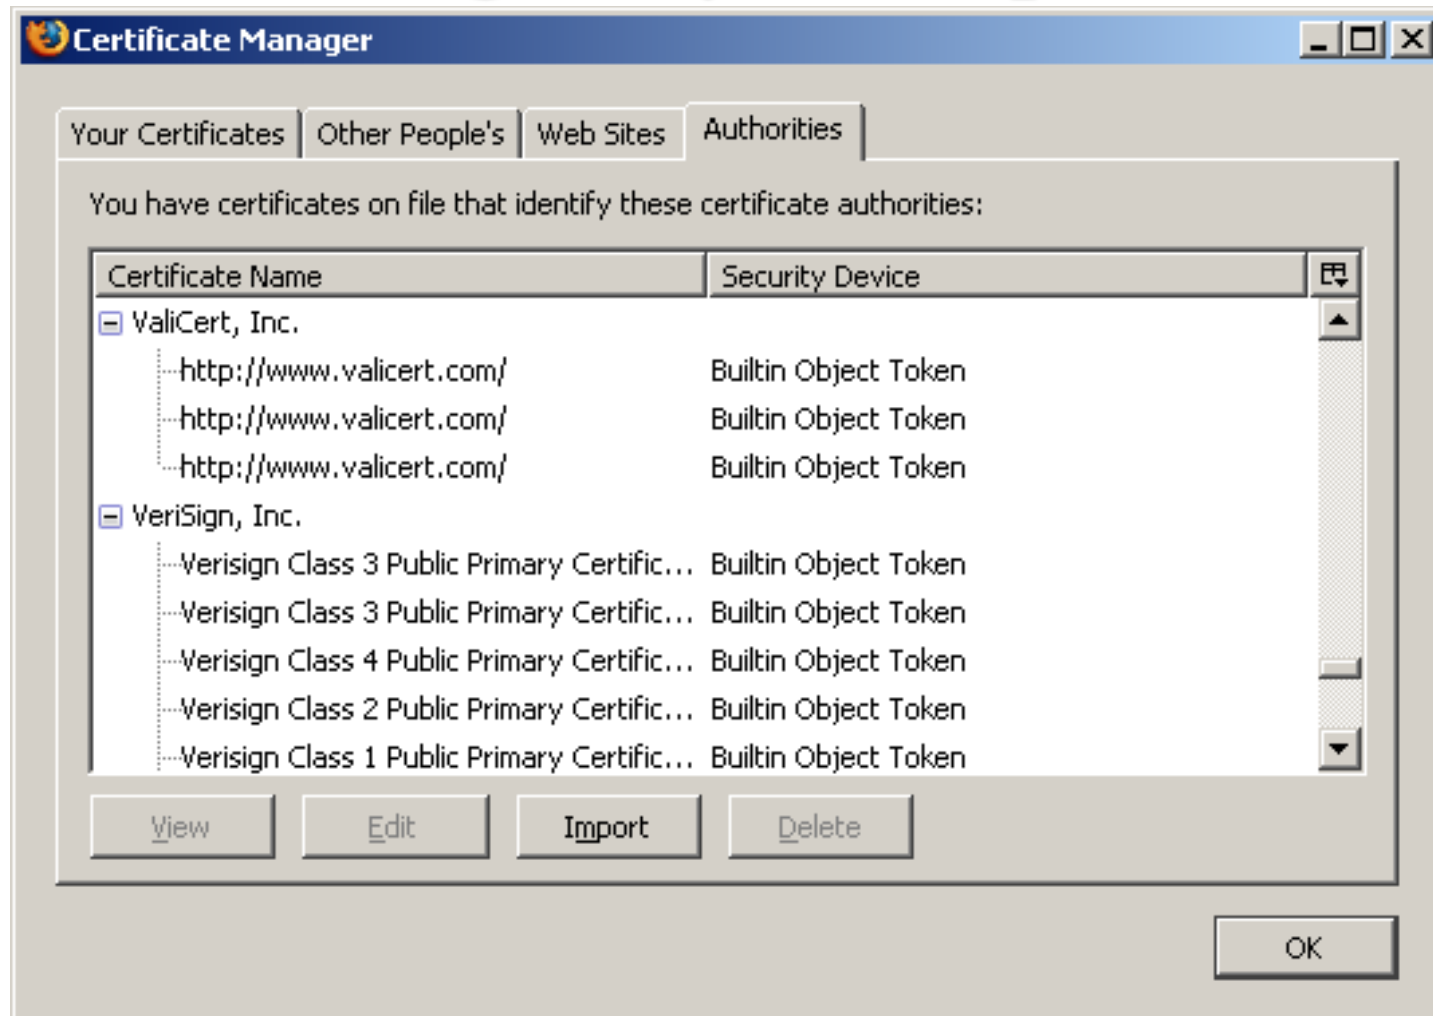 Certificate Manager
Your Certificates Other People's Web Sites Authorities
You have certificates on file that identify these certificate authorities:
Certificate Name Security Device
ValiCert, Inc.
http://www.valicert.com/ Builtin Object Token
http://www.valicert.com/ Builtin Object Token
http://www.valicert.com/ Builtin Object Token
VeriSign, Inc.
Verisign Class 3 Public Primary Certific... Builtin Object Token
Verisign Class 3 Public Primary Certific... Builtin Object Token
Verisign Class 4 Public Primary Certific... Builtin Object Token
Verisign Class 2 Public Primary Certific... Builtin Object Token
Verisign Class 1 Public Primary Certific... Builtin Object Token
View Edit Import Delete
OK